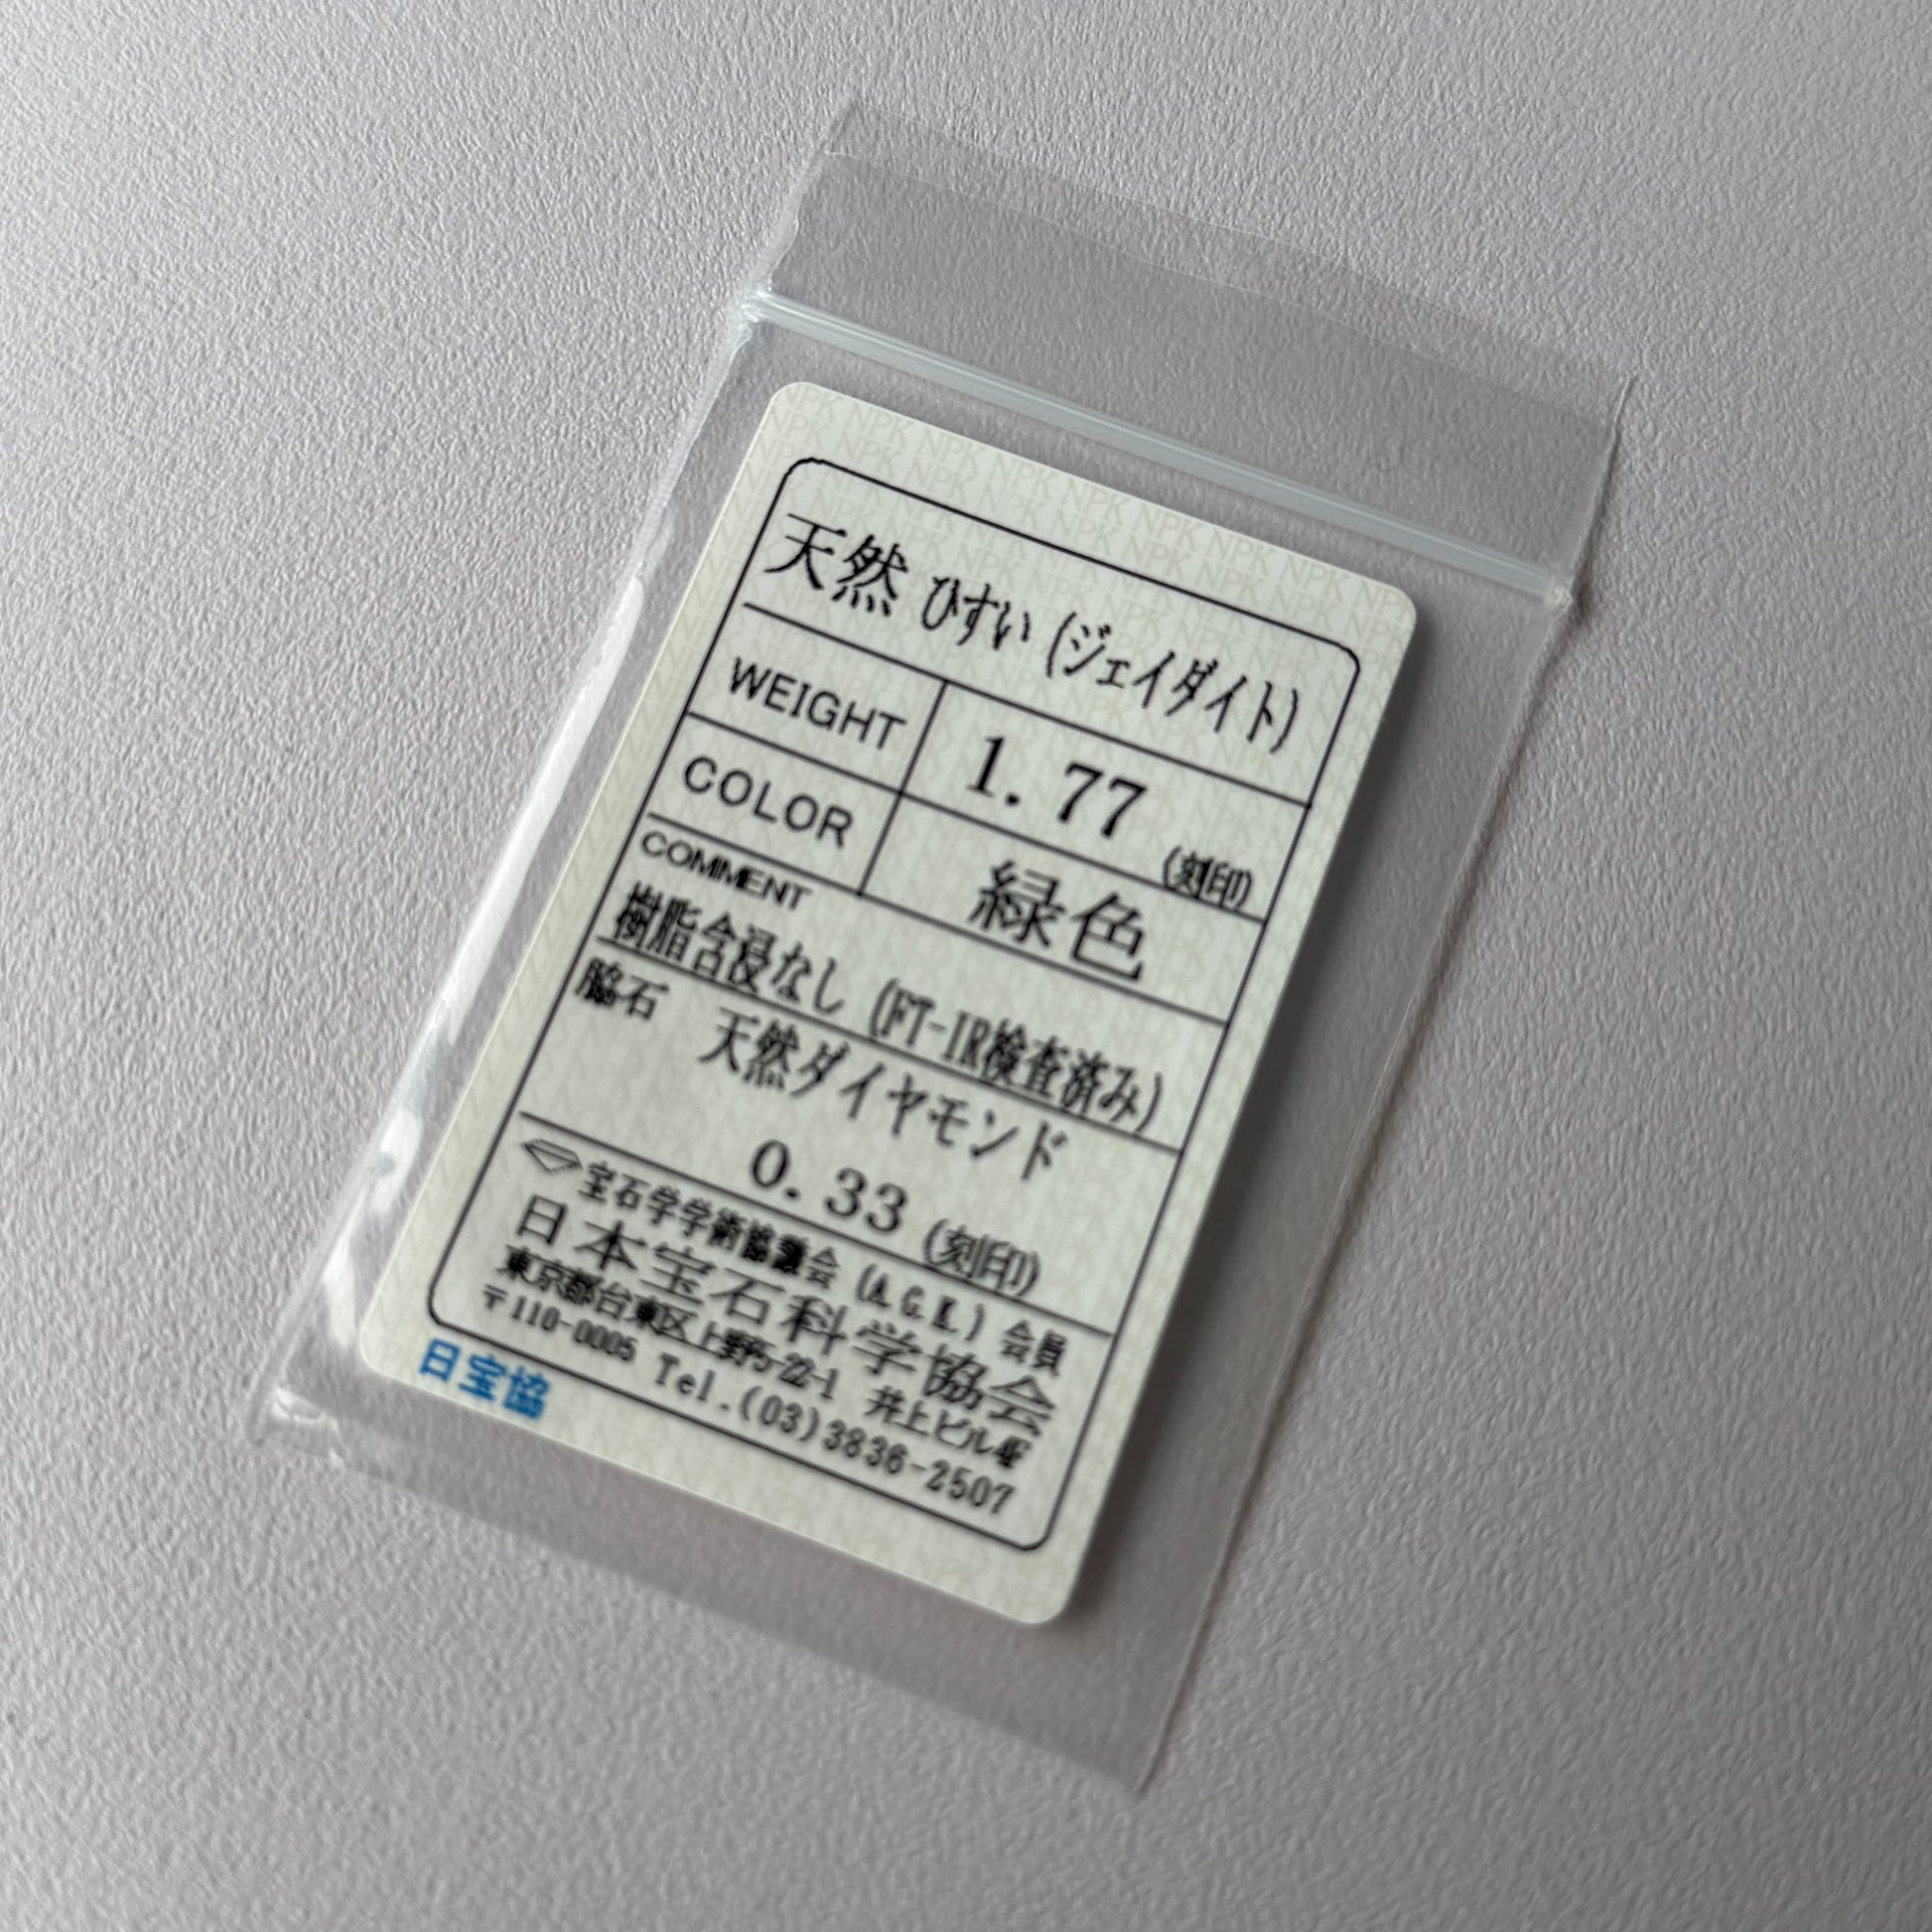 天然 ひすい (ジェイダイト)
WEIGHT 1.77 (刻印)
COLOR 緑色
COMMENT
樹脂含浸なし (FT-IR検査済み)
脇石 天然ダイヤモンド
0.33 (刻印)
宝石学学術協議会 (A.G.K.) 会員
日本宝石科学協会
東京都台東区上野5-22-1 井上ビル4F
〒110-0005 Tel.(03)3836-2507
日宝協